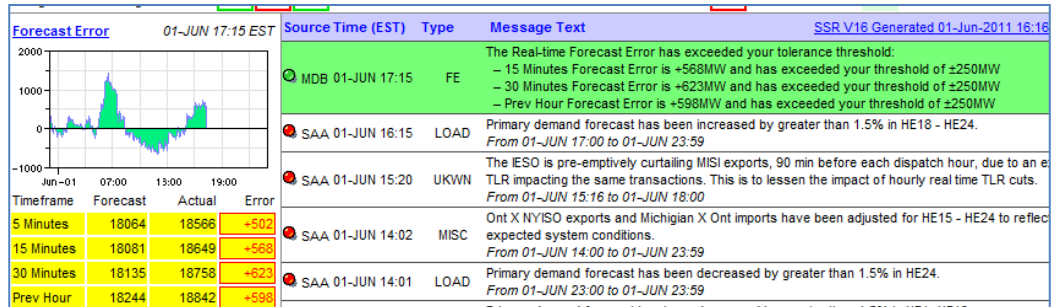 Forecast Error 01-JUN 17:15 EST
2000
1000
0
-1000
Jun-01 07:00 13:00 19:00
Timeframe Forecast Actual Error
5 Minutes 18064 18566 +502
15 Minutes 18081 18649 +568
30 Minutes 18135 18758 +623
Prev Hour 18244 18842 +598
Source Time (EST) Type Message Text SSR V16 Generated 01-Jun-2011 16:16
MDB 01-JUN 17:15 FE The Real-time Forecast Error has exceeded your tolerance threshold:
– 15 Minutes Forecast Error is +568MW and has exceeded your threshold of ±250MW
– 30 Minutes Forecast Error is +623MW and has exceeded your threshold of ±250MW
– Prev Hour Forecast Error is +598MW and has exceeded your threshold of ±250MW
SAA 01-JUN 16:15 LOAD Primary demand forecast has been increased by greater than 1.5% in HE18 - HE24.
From 01-JUN 17:00 to 01-JUN 23:59
SAA 01-JUN 15:20 UKWN The IESO is pre-emptively curtailing MISI exports, 90 min before each dispatch hour, due to an
TLR impacting the same transactions. This is to lessen the impact of hourly real time TLR cuts.
From 01-JUN 15:16 to 01-JUN 18:00
SAA 01-JUN 14:02 MISC Ont X NYISO exports and Michigian X Ont imports have been adjusted for HE15 - HE24 to reflect
expected system conditions.
From 01-JUN 14:00 to 01-JUN 23:59
SAA 01-JUN 14:01 LOAD Primary demand forecast has been decreased by greater than 1.5% in HE24.
From 01-JUN 23:00 to 01-JUN 23:59